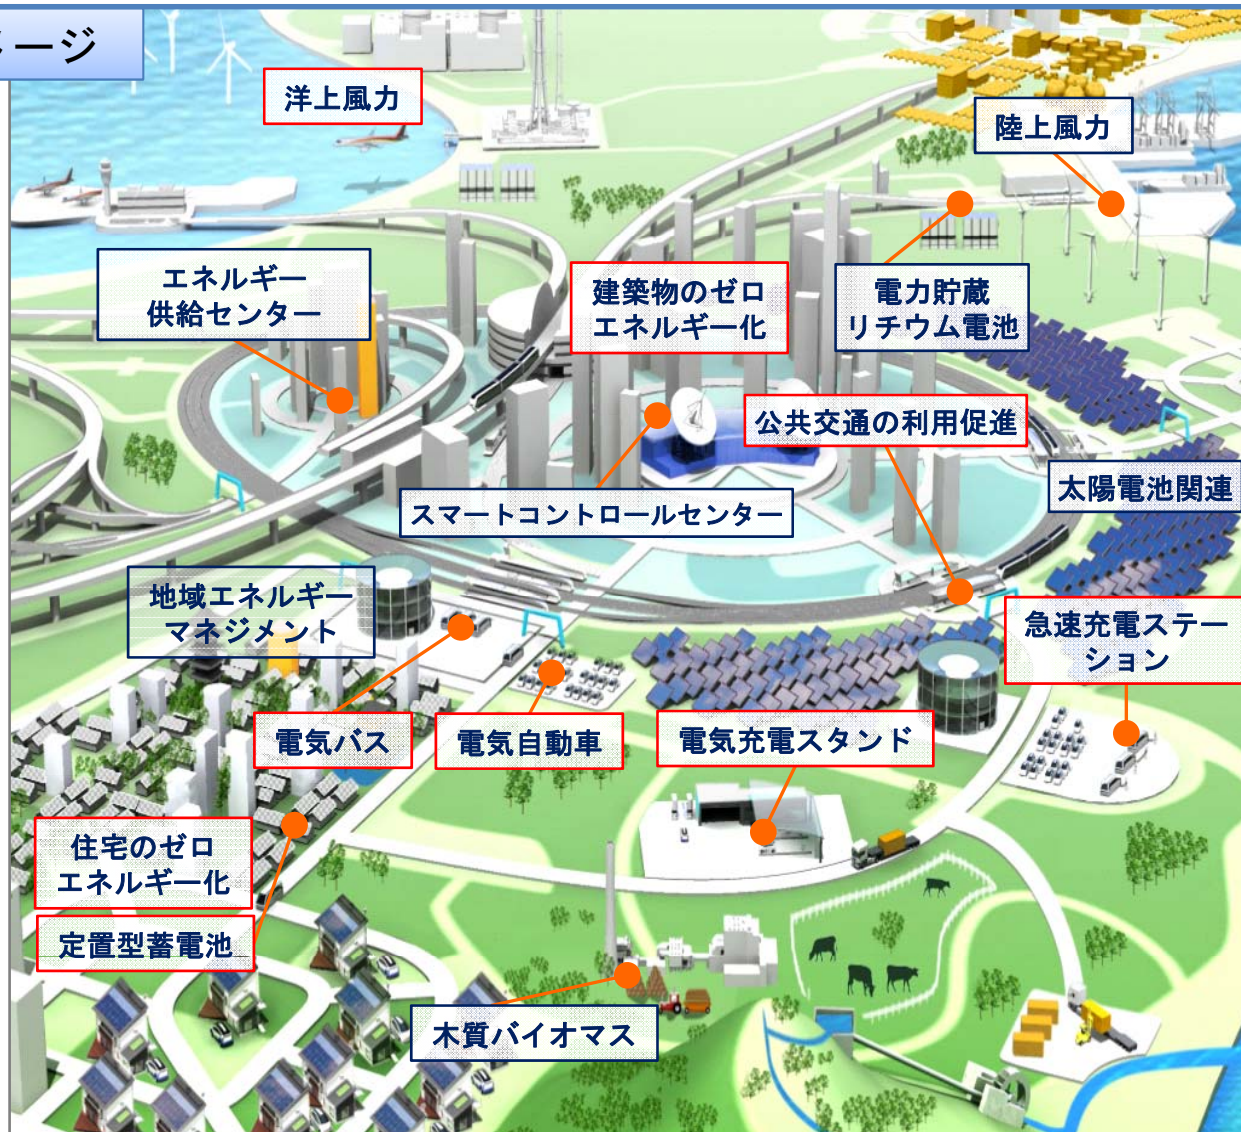 メージ
洋上風力
陸上風力
エネルギー
供給センター
建築物のゼロ
エネルギー化
電力貯蔵
リチウム電池
公共交通の利用促進
太陽電池関連
スマートコントロールセンター
地域エネルギー
マネジメント
急速充電ステー
ション
電気バス
電気自動車
電気充電スタンド
住宅のゼロ
エネルギー化
定置型蓄電池
木質バイオマス